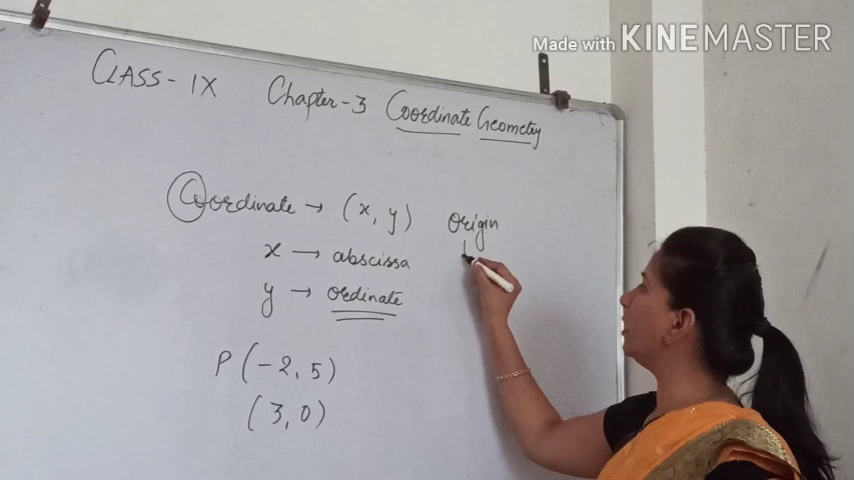 Made with KINEMASTER
CLASS - IX Chapter - 3 Coordinate Geometry
Coordinate → (x, y) Origin
x → abscissa
y → ordinate
P (-2, 5)
(3, 0)